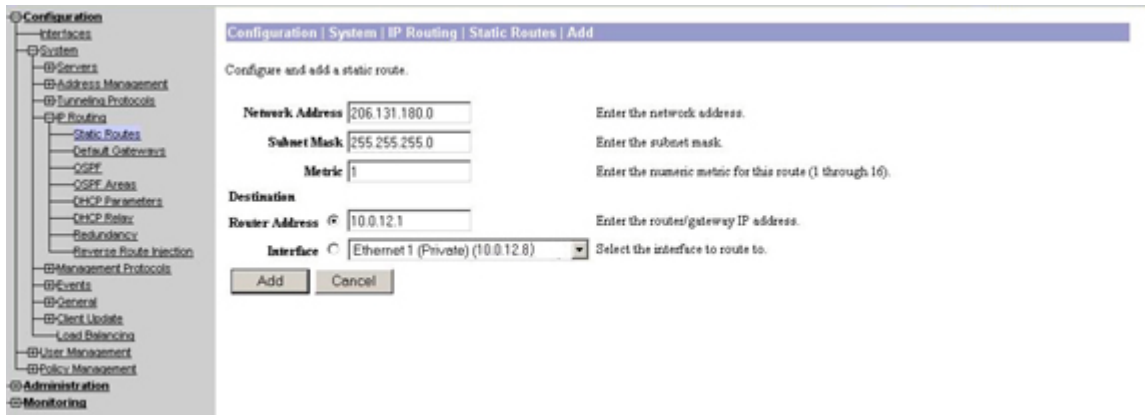 Configuration
Interfaces
System
Servers
Address Management
Tunneling Protocols
IP Routing
Static Routes
Default Gateways
OSPF
OSPF Areas
DHCP Parameters
DHCP Relay
Redundancy
Reverse Route Injection
Management Protocols
Events
General
Client Update
Load Balancing
User Management
Policy Management
Administration
Monitoring
Configuration | System | IP Routing | Static Routes | Add
Configure and add a static route.
Network Address 206.131.180.0 Enter the network address.
Subnet Mask 255.255.255.0 Enter the subnet mask.
Metric 1 Enter the numeric metric for this route (1 through 16).
Destination
Router Address 10.0.12.1 Enter the router/gateway IP address.
Interface Ethernet 1 (Private) (10.0.12.8) Select the interface to route to.
Add Cancel